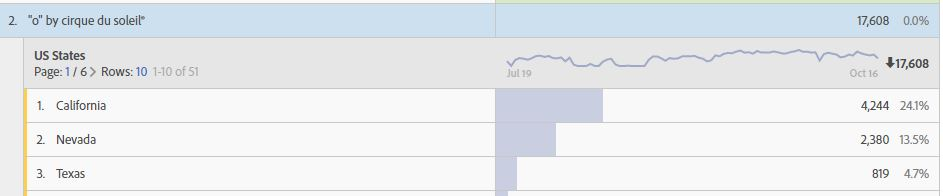 2. "o" by cirque du soleil® 17,608 0.0%
US States
Page: 1 / 6 > Rows: 10 1-10 of 51
Jul 19 Oct 16 17,608
1. California 4,244 24.1%
2. Nevada 2,380 13.5%
3. Texas 819 4.7%